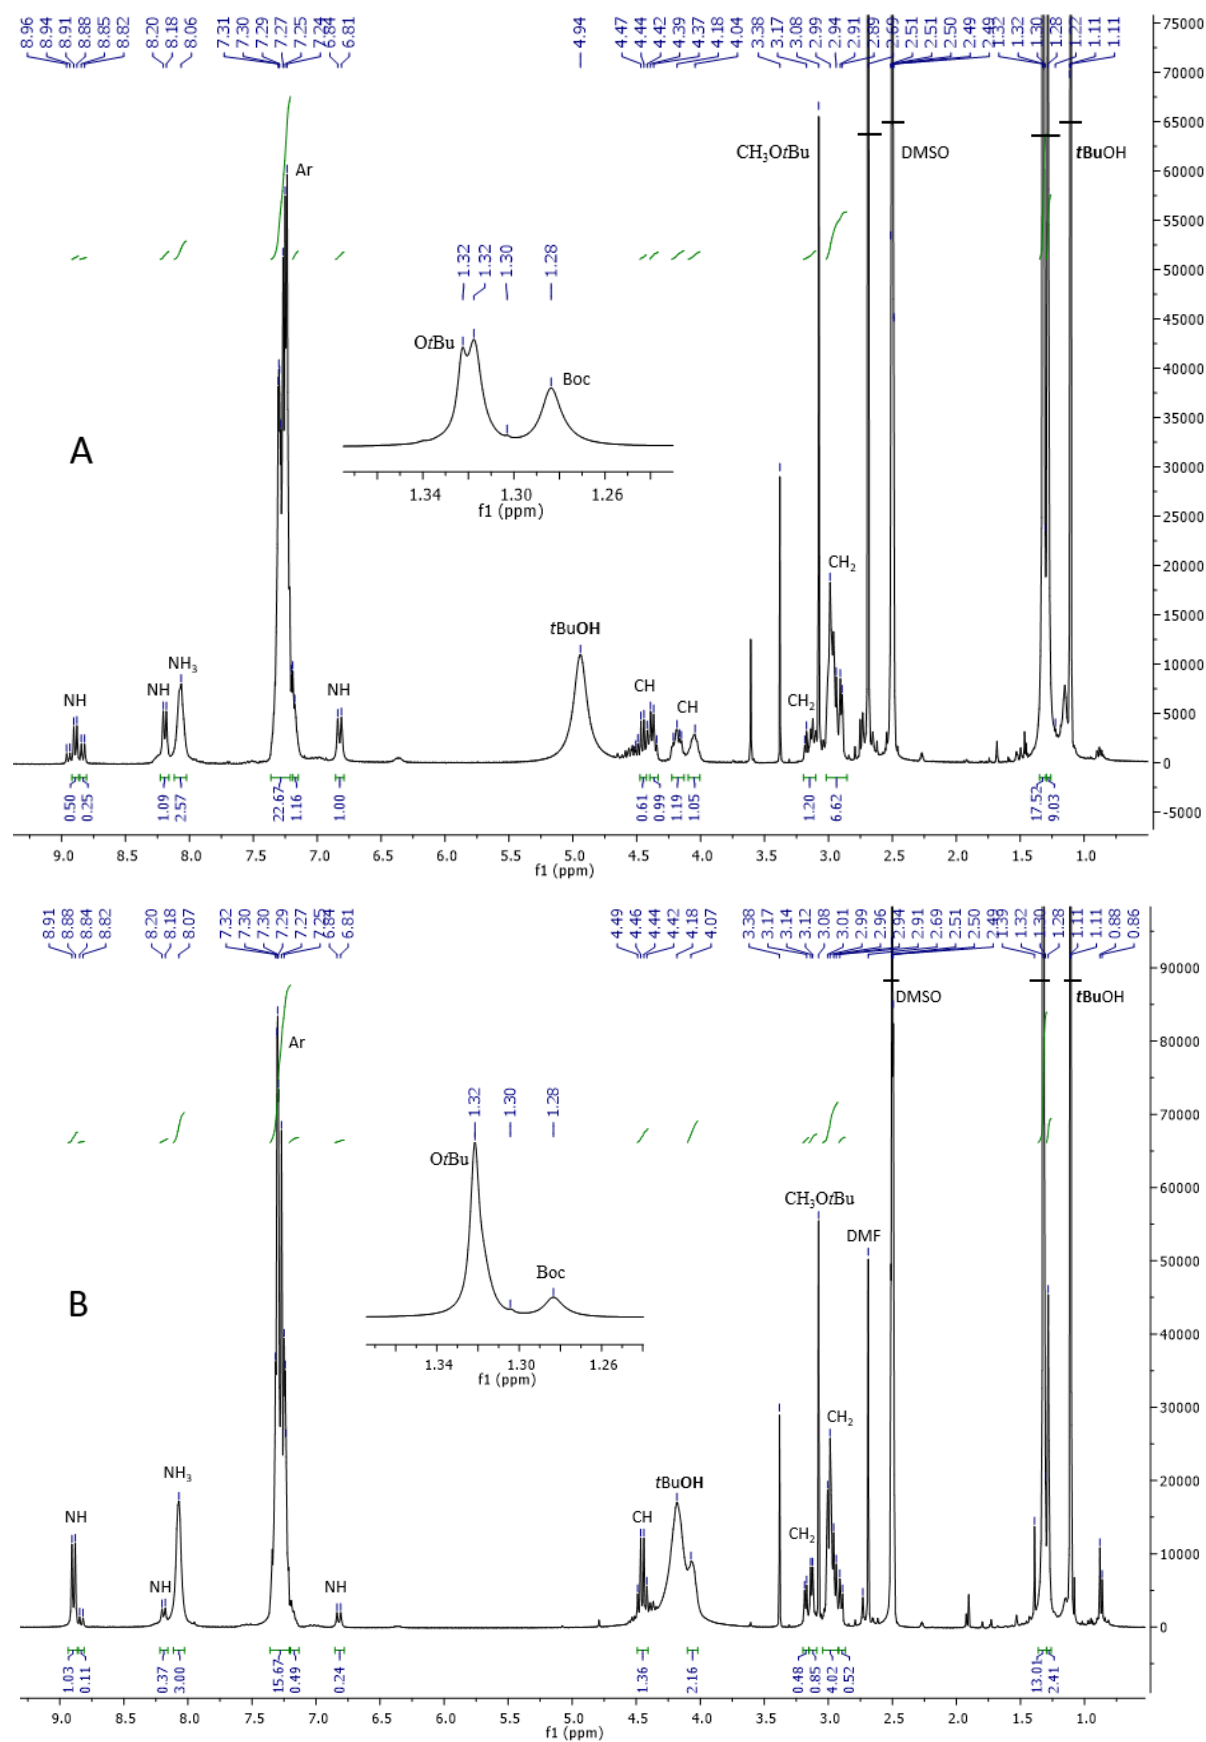 8.96 8.94 8.91 8.88 8.85 8.82 8.20 8.18 8.06 7.31 7.30 7.29 7.27 7.25 7.24 6.84 6.81 4.94 4.47 4.44 4.42 4.39 4.37 4.18 4.04 3.38 3.17 3.08 2.99 2.94 2.91 2.89 2.69 2.51 2.51 2.50 2.49 2.49 1.32 1.32 1.30 1.28 1.22 1.11 1.11
75000
70000
65000
60000
55000
50000
45000
40000
35000
30000
25000
20000
15000
10000
5000
0
-5000
CH3OtBu
DMSO
tBuOH
Ar
1.32 1.32 1.30 1.28
OtBu
Boc
A
1.34 1.30 1.26
f1 (ppm)
CH2
tBuOH
NH
NH
NH3
NH
CH
CH
CH2
0.50 0.25 1.09 2.57 22.67 1.16 1.00 0.61 0.99 1.19 1.05 1.20 6.62 17.52 9.03
9.0 8.5 8.0 7.5 7.0 6.5 6.0 5.5 5.0 4.5 4.0 3.5 3.0 2.5 2.0 1.5 1.0
f1 (ppm)
8.91 8.88 8.84 8.82 8.20 8.18 8.07 7.32 7.30 7.30 7.29 7.27 7.25 6.84 6.81 4.49 4.46 4.44 4.42 4.18 4.07 3.38 3.17 3.14 3.12 3.08 3.01 2.99 2.96 2.94 2.91 2.69 2.51 2.50 2.49 1.39 1.32 1.30 1.28 1.11 1.11 0.88 0.86
90000
80000
70000
60000
50000
40000
30000
20000
10000
0
DMSO
tBuOH
Ar
1.32 1.30 1.28
OtBu
Boc
CH3OtBu
DMF
B
1.34 1.30 1.26
f1 (ppm)
CH2
NH3
tBuOH
NH
CH
CH2
NH
NH
1.03 0.11 0.37 3.00 15.67 0.49 0.24 1.36 2.16 0.48 0.85 4.02 0.52 13.01 2.41
9.0 8.5 8.0 7.5 7.0 6.5 6.0 5.5 5.0 4.5 4.0 3.5 3.0 2.5 2.0 1.5 1.0
f1 (ppm)